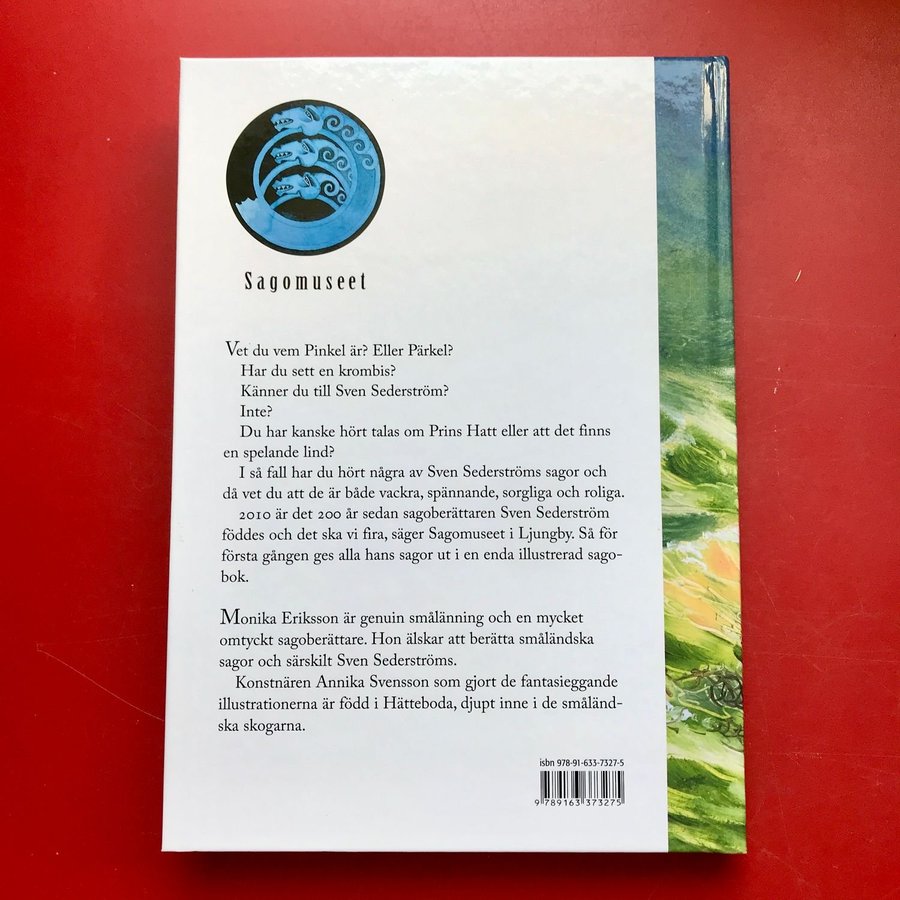 Sagomuseet
Vet du vem Pinkel är? Eller Pärkel?
Har du sett en krombis?
Känner du till Sven Sederström?
Inte?
Du har kanske hört talas om Prins Hatt eller att det finns
en spelande lind?
I så fall har du hört några av Sven Sederströms sagor och
då vet du att de är både vackra, spännande, sorgliga och roliga.
2010 är det 200 år sedan sagoberättaren Sven Sederström
föddes och det ska vi fira, säger Sagomuseet i Ljungby. Så för
första gången ges alla hans sagor ut i en enda illustrerad sago-
bok.
Monika Eriksson är genuin smålänning och en mycket
omtyckt sagoberättare. Hon älskar att berätta småländska
sagor och särskilt Sven Sederströms.
Konstnären Annika Svensson som gjort de fantasieggande
illustrationerna är född i Hätteboda, djupt inne i de småländ-
ska skogarna.
isbn 978-91-633-7327-5
9 789163 373275